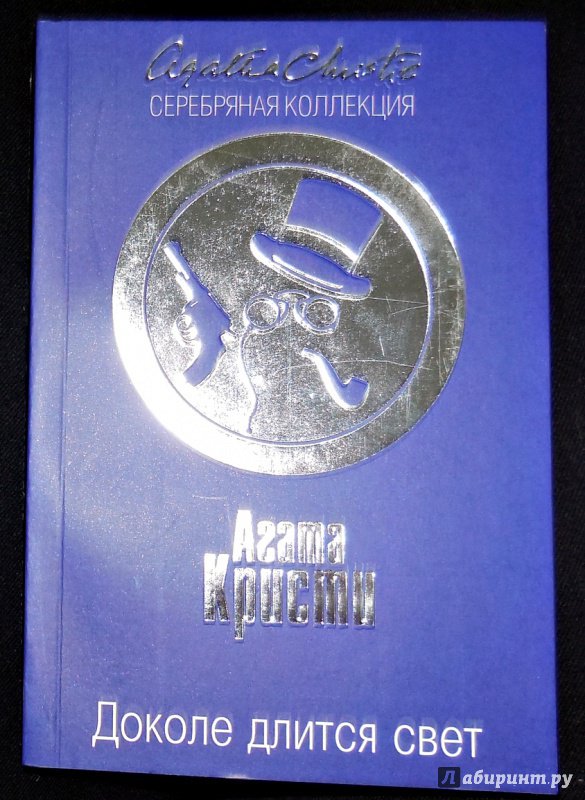 Agatha Christie
СЕРЕБРЯНАЯ КОЛЛЕКЦИЯ
Агата
Кристи
Доколе длится свет
Лабиринт.ру